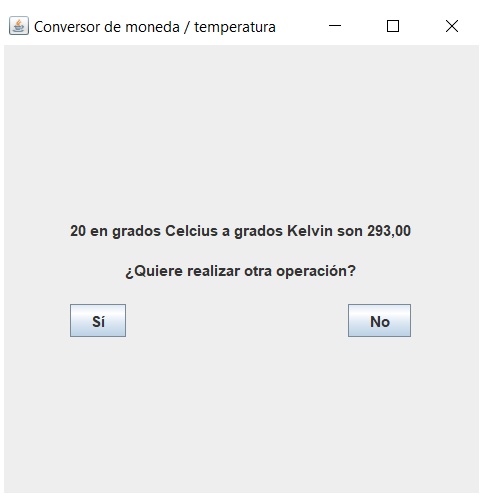 Conversor de moneda / temperatura
20 en grados Celcius a grados Kelvin son 293,00
¿Quiere realizar otra operación?
Sí No